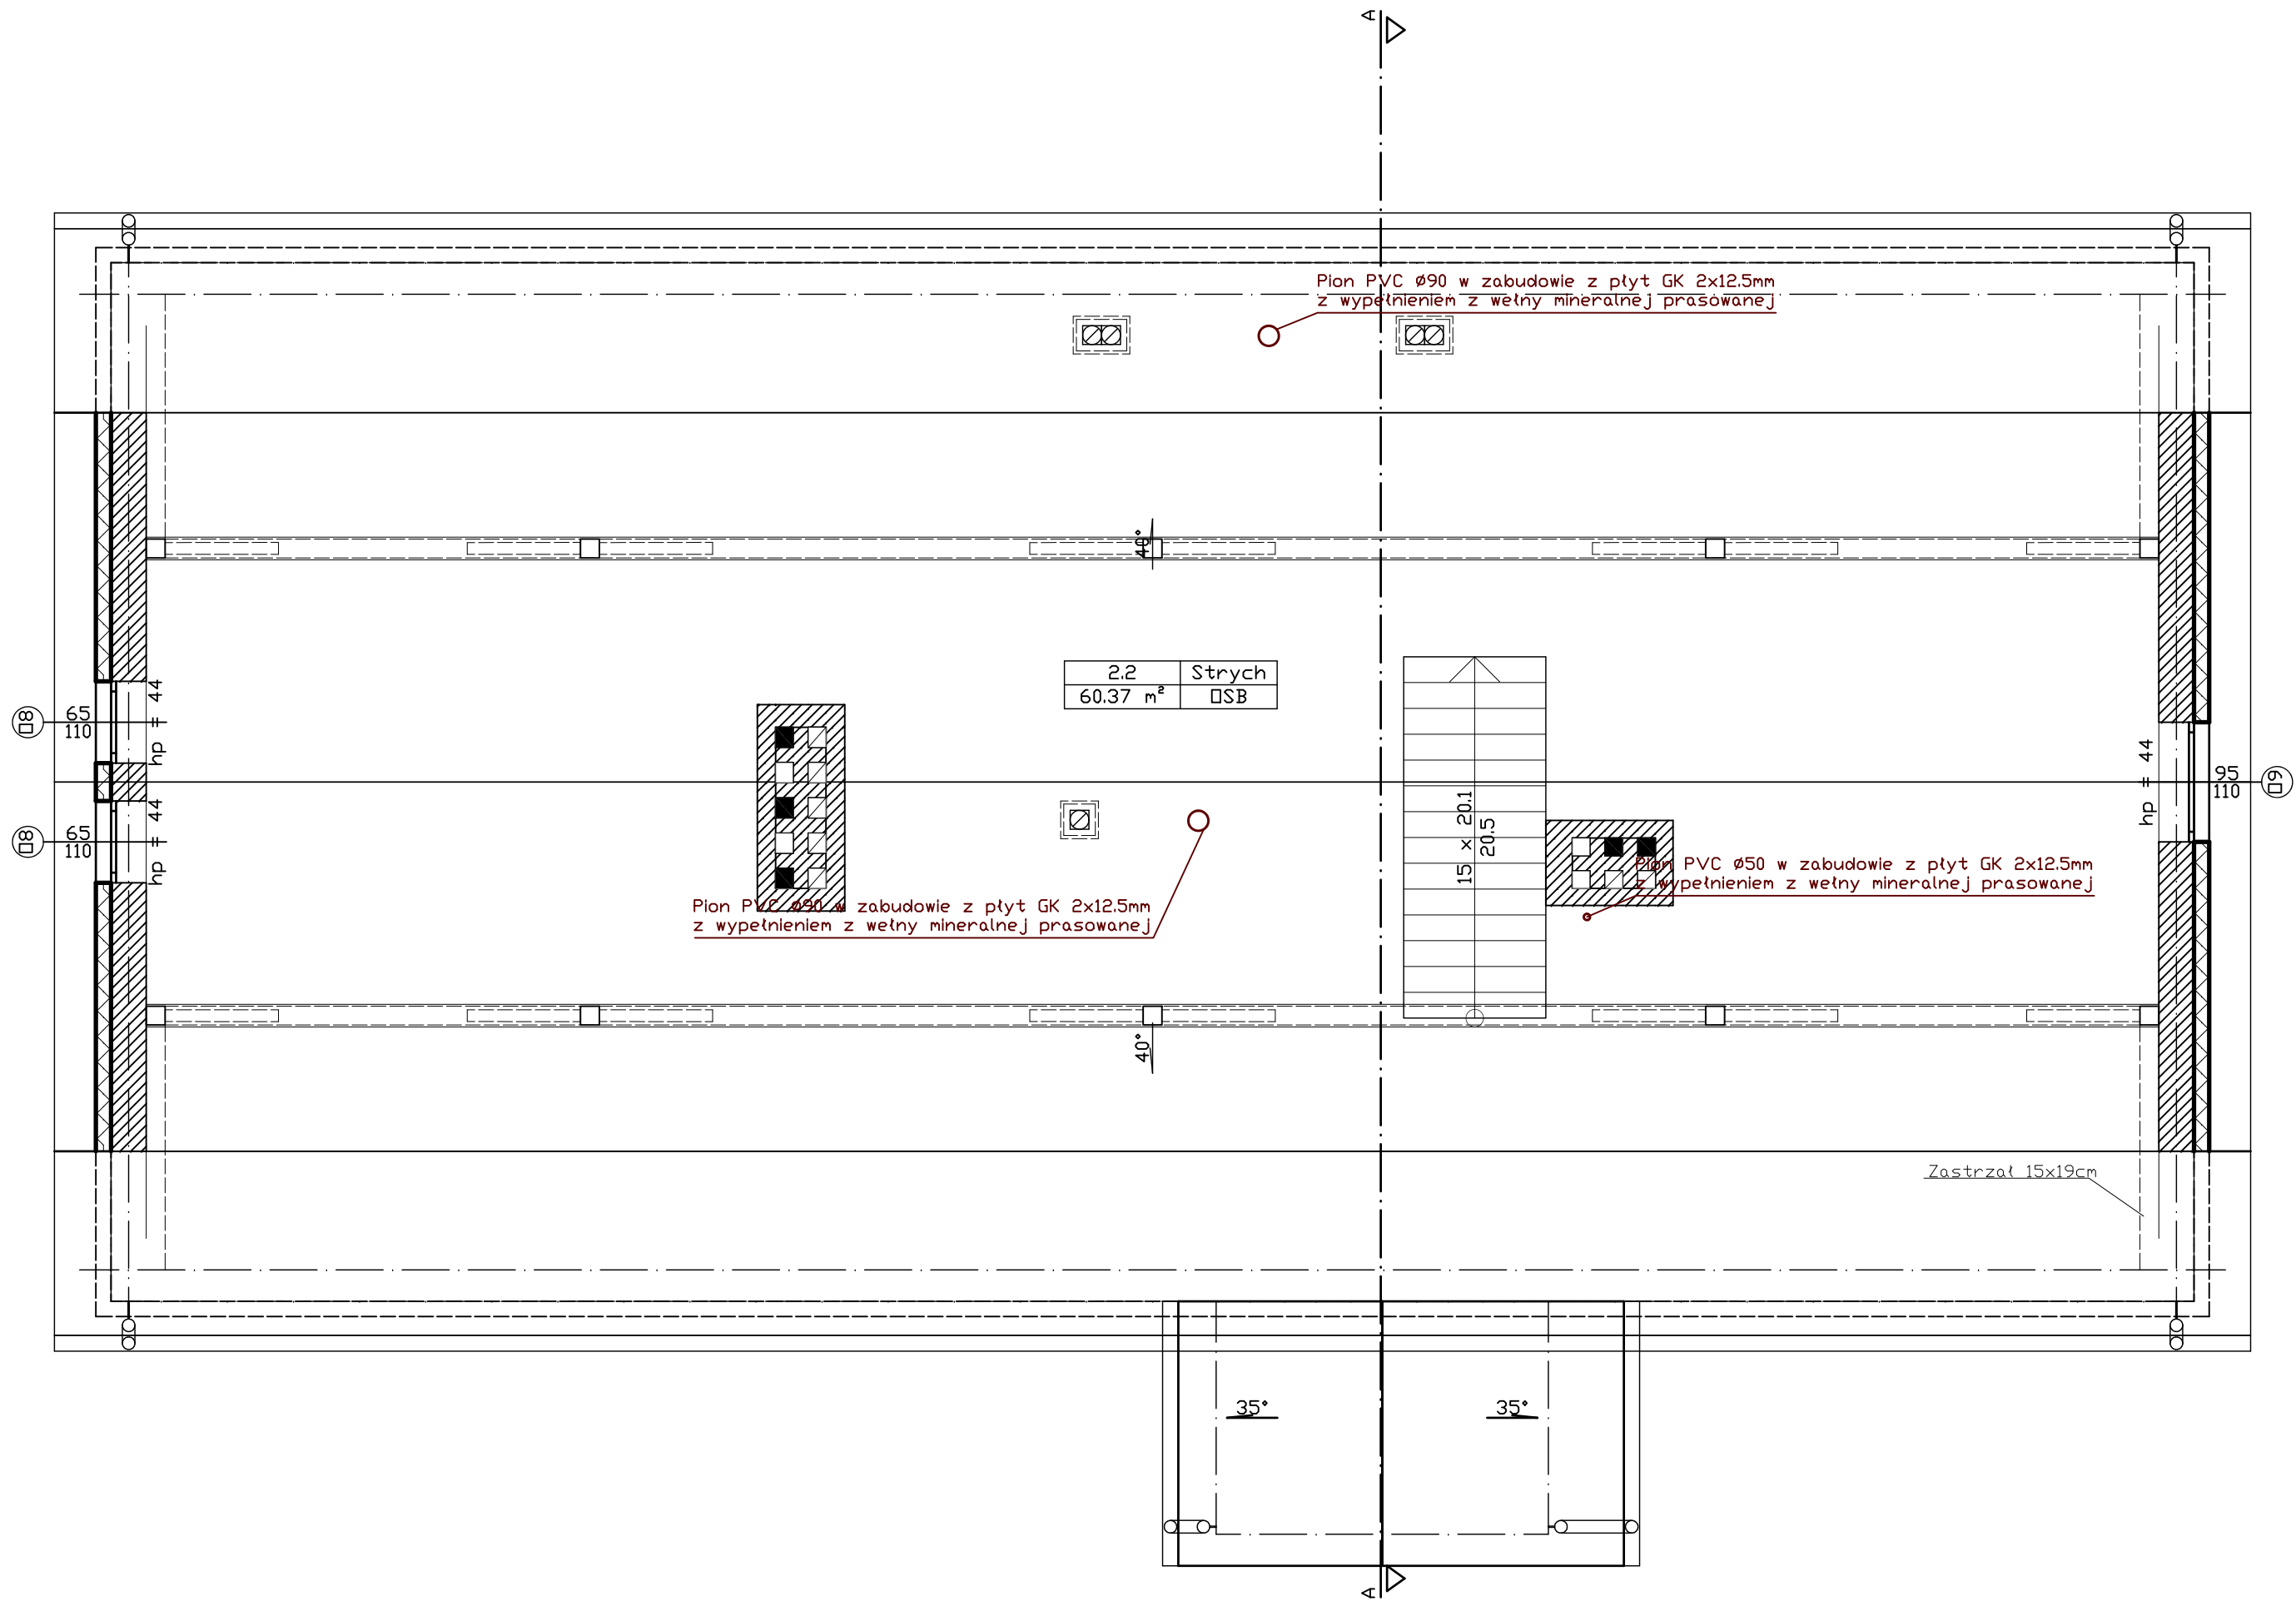 A
Pion PVC Ø90 w zabudowie z płyt GK 2x12.5mm
z wypełnieniem z wełny mineralnej prasowanej
40°
2.2 Strych
60.37 m² OSB
O8
65
110
hp = 44
O8
65
110
hp = 44
15 x 20.1
20.5
hp = 44
95
110
O9
Pion PVC Ø50 w zabudowie z płyt GK 2x12.5mm
z wypełnieniem z wełny mineralnej prasowanej
Pion PVC Ø90 w zabudowie z płyt GK 2x12.5mm
z wypełnieniem z wełny mineralnej prasowanej
40°
Zastrzał 15x19cm
35°
35°
A